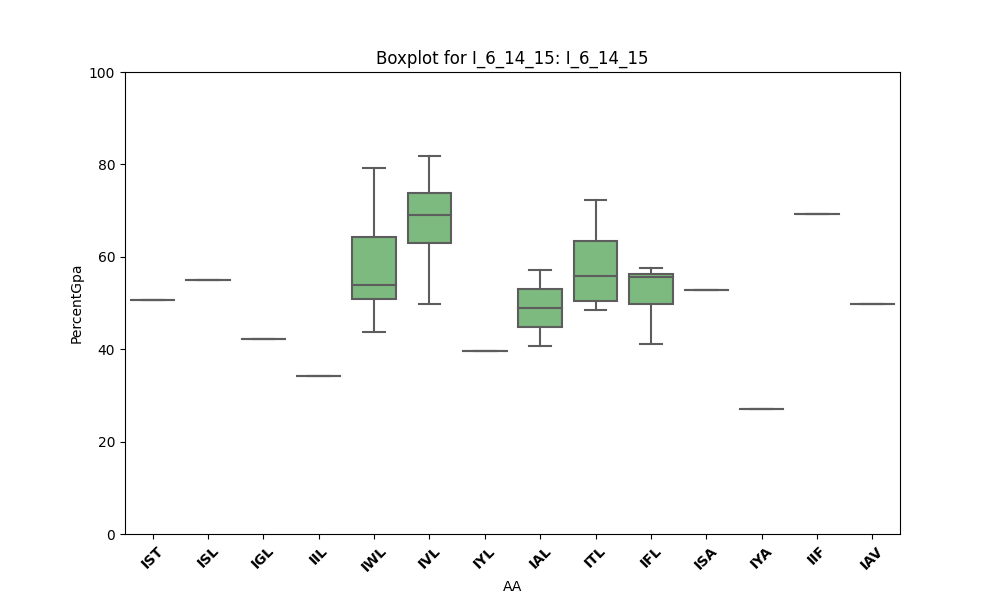 Boxplot for I_6_14_15: I_6_14_15
100
80
60
40
20
0
PercentGpa
IST
ISL
IGL
IIL
IWL
IVL
IYL
IAL
ITL
IFL
ISA
IYA
IIF
IAV
AA